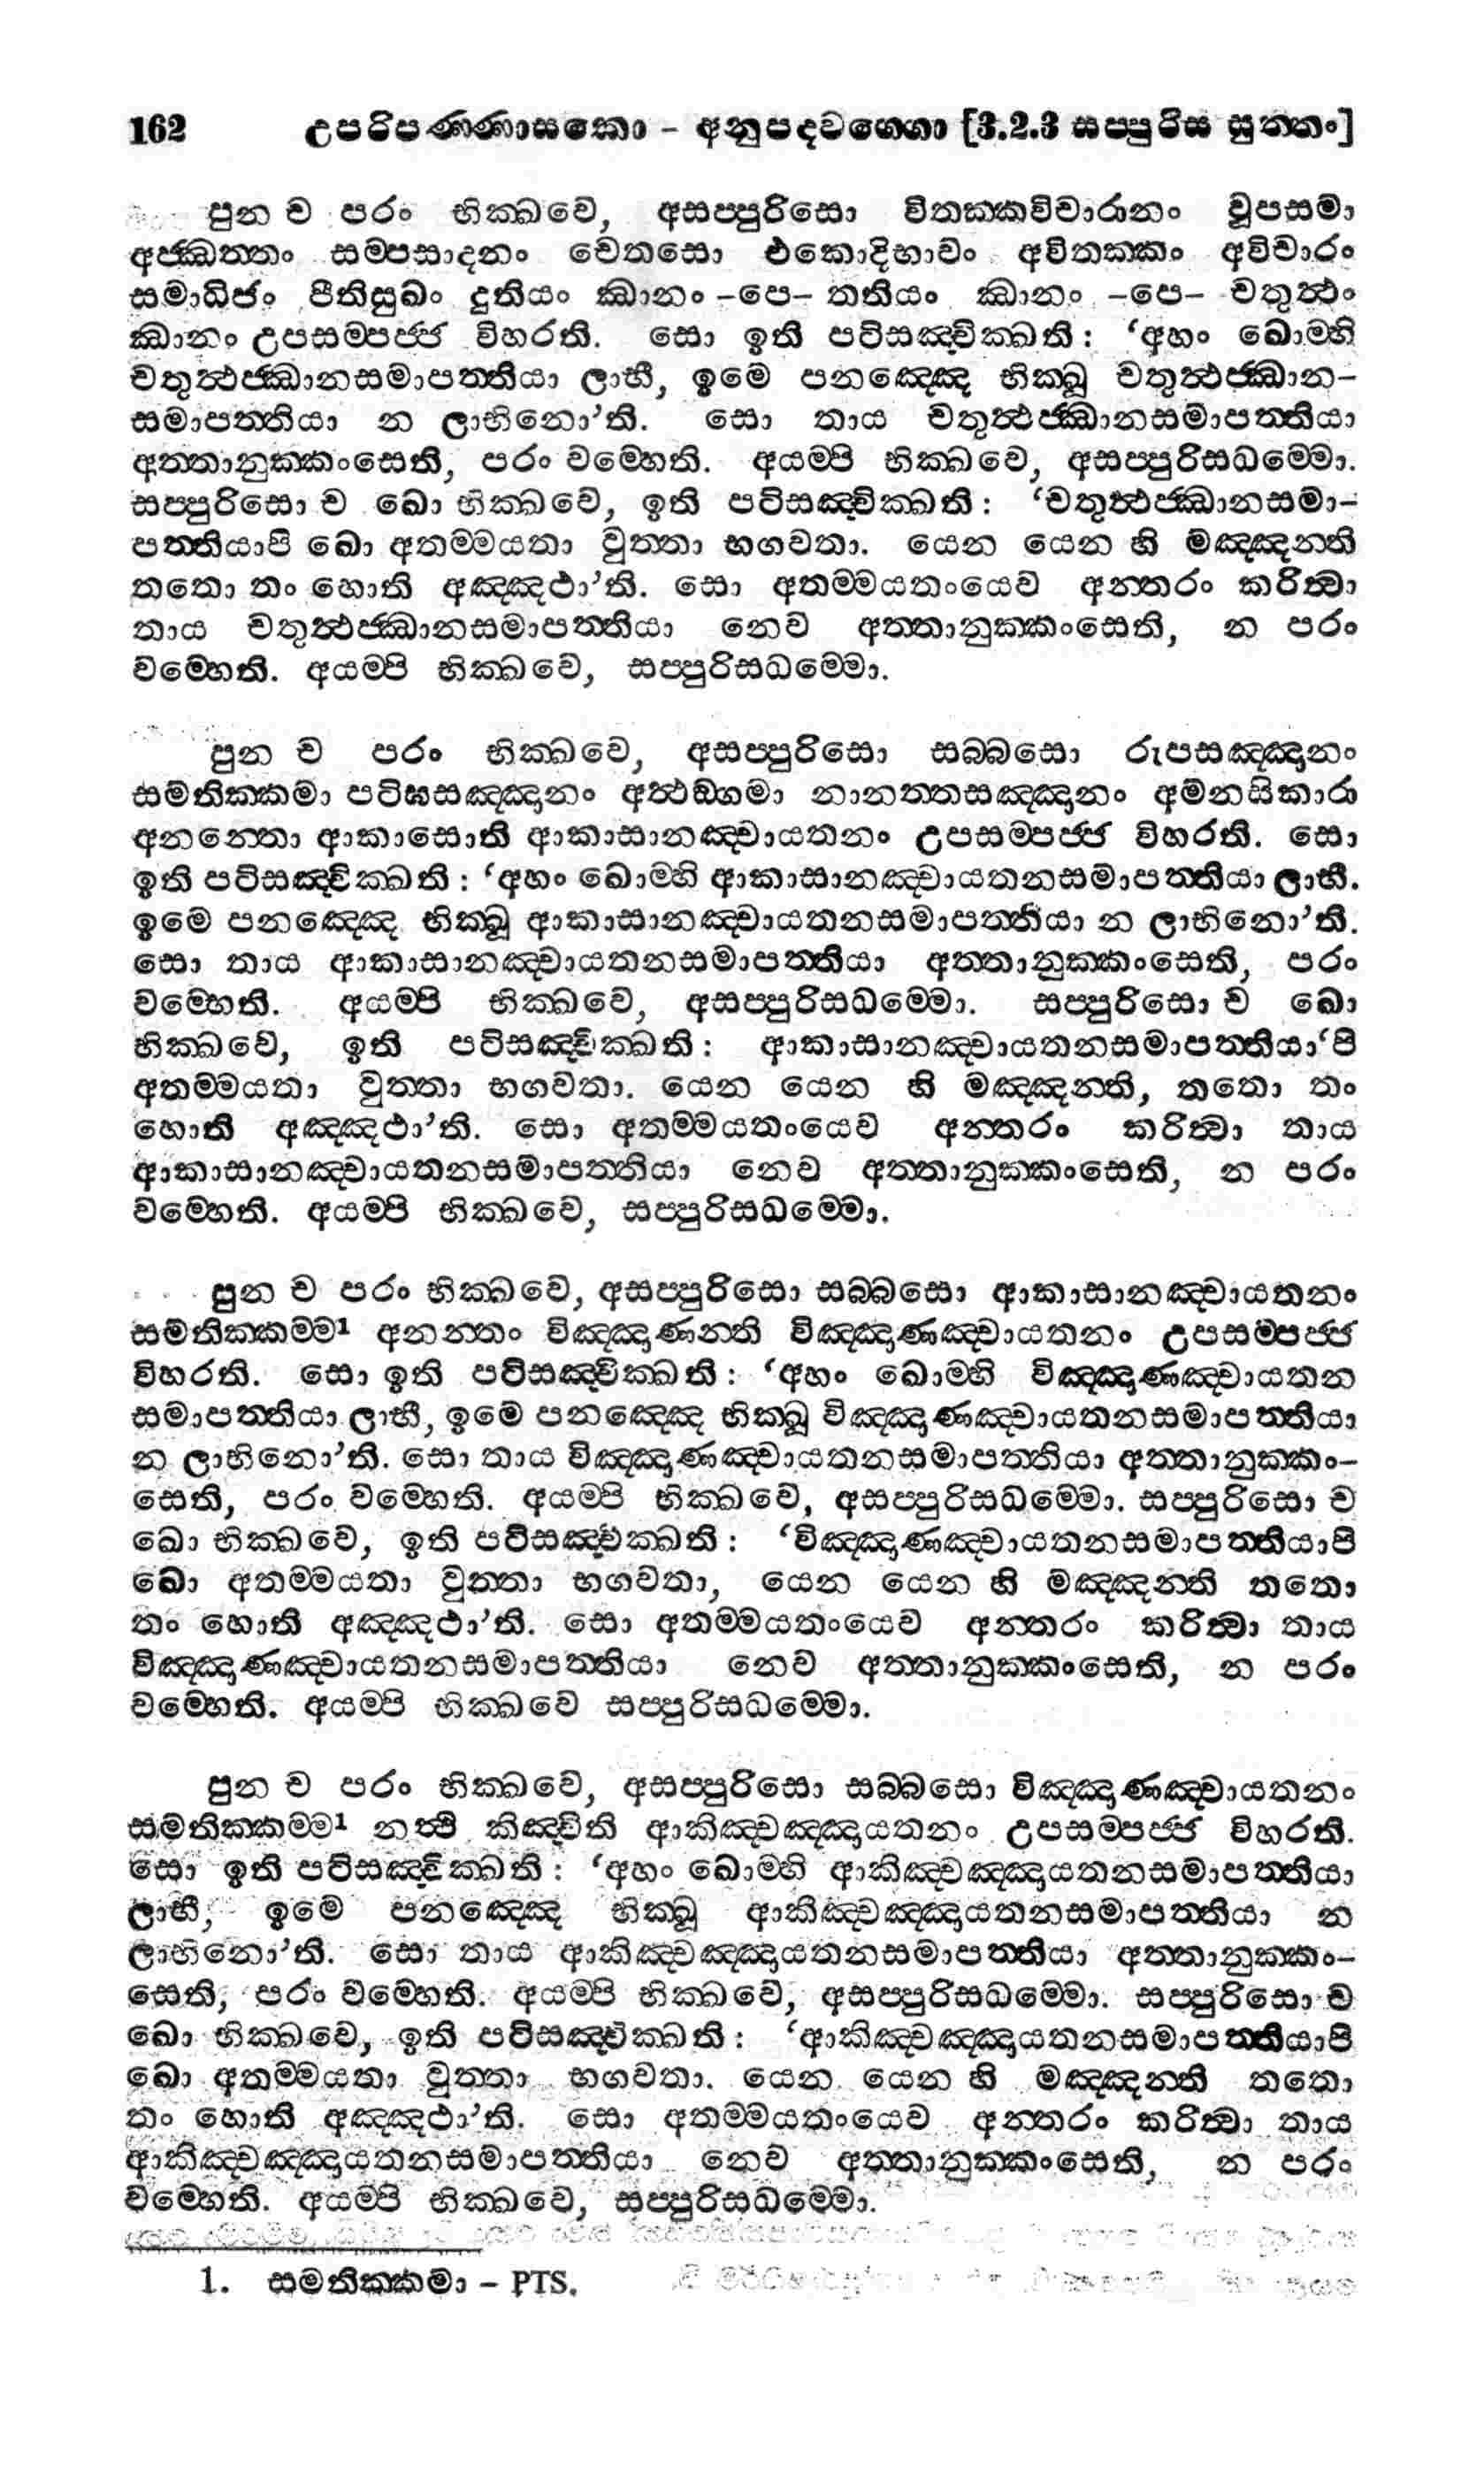 162 උපරිපණ්ණාසකො - අනුපදවග්ගො [3.2.3 සප්පුරිස සුත්තං]
පුන ච පරං භික්ඛවෙ, අසප්පුරිසො විතක්කවිචාරානං වූපසමා
අජ්ඣත්තං සම්පසාදනං චෙතසො එකොදිභාවං අවිතක්කං අවිචාරං
සමාධිජං පීතිසුඛං දුතියං ඣානං -පෙ- තතියං ඣානං -පෙ- චතුත්ථං
ඣානං උපසම්පජ්ජ විහරති. සො ඉති පටිසඤ්චික්ඛති: ‘අහං ඛොම්හි
චතුත්ථජ්ඣානසමාපත්තියා ලාභී, ඉමෙ පනඤ්ඤෙ භික්ඛූ චතුත්ථජ්ඣාන-
සමාපත්තියා න ලාභිනො’ති. සො තාය චතුත්ථජ්ඣානසමාපත්තියා
අත්තානුක්කංසෙති, පරං වම්භෙති. අයම්පි භික්ඛවෙ, අසප්පුරිසධම්මො.
සප්පුරිසො ච ඛො භික්ඛවෙ, ඉති පටිසඤ්චික්ඛති: ‘චතුත්ථජ්ඣානසමා-
පත්තියාපි ඛො අතම්මයතා වුත්තා භගවතා. යෙන යෙන හි මඤ්ඤන්ති
තතො තං හොති අඤ්ඤථා’ති. සො අතම්මයතංයෙව අන්තරං කරිත්වා
තාය චතුත්ථජ්ඣානසමාපත්තියා නෙව අත්තානුක්කංසෙති, න පරං
වම්භෙති. අයම්පි භික්ඛවෙ, සප්පුරිසධම්මො.
පුන ච පරං භික්ඛවෙ, අසප්පුරිසො සබ්බසො රූපසඤ්ඤානං
සමතික්කමා පටිඝසඤ්ඤානං අත්ථඞ්ගමා නානත්තසඤ්ඤානං අමනසිකාරා
අනන්තො ආකාසොති ආකාසානඤ්චායතනං උපසම්පජ්ජ විහරති. සො
ඉති පටිසඤ්චික්ඛති: ‘අහං ඛොම්හි ආකාසානඤ්චායතනසමාපත්තියා ලාභී.
ඉමෙ පනඤ්ඤෙ භික්ඛූ ආකාසානඤ්චායතනසමාපත්තියා න ලාභිනො’ති.
සො තාය ආකාසානඤ්චායතනසමාපත්තියා අත්තානුක්කංසෙති, පරං
වම්භෙති. අයම්පි භික්ඛවෙ, අසප්පුරිසධම්මො. සප්පුරිසො ච ඛො
භික්ඛවෙ, ඉති පටිසඤ්චික්ඛති: ආකාසානඤ්චායතනසමාපත්තියා‘පි
අතම්මයතා වුත්තා භගවතා. යෙන යෙන හි මඤ්ඤන්ති, තතො තං
හොති අඤ්ඤථා’ති. සො අතම්මයතංයෙව අන්තරං කරිත්වා තාය
ආකාසානඤ්චායතනසමාපත්තියා නෙව අත්තානුක්කංසෙති, න පරං
වම්භෙති. අයම්පි භික්ඛවෙ, සප්පුරිසධම්මො.
පුන ච පරං භික්ඛවෙ, අසප්පුරිසො සබ්බසො ආකාසානඤ්චායතනං
සමතික්කම්ම¹ අනන්තං විඤ්ඤාණන්ති විඤ්ඤාණඤ්චායතනං උපසම්පජ්ජ
විහරති. සො ඉති පටිසඤ්චික්ඛති: ‘අහං ඛොම්හි විඤ්ඤාණඤ්චායතන
සමාපත්තියා ලාභී, ඉමෙ පනඤ්ඤෙ භික්ඛූ විඤ්ඤාණඤ්චායතනසමාපත්තියා
න ලාභිනො’ති. සො තාය විඤ්ඤාණඤ්චායතනසමාපත්තියා අත්තානුක්කං-
සෙති, පරං වම්භෙති. අයම්පි භික්ඛවෙ, අසප්පුරිසධම්මො. සප්පුරිසො ච
ඛො භික්ඛවෙ, ඉති පටිසඤ්චික්ඛති: ‘විඤ්ඤාණඤ්චායතනසමාපත්තියාපි
ඛො අතම්මයතා වුත්තා භගවතා, යෙන යෙන හි මඤ්ඤන්ති තතො
තං හොති අඤ්ඤථා’ති. සො අතම්මයතංයෙව අන්තරං කරිත්වා තාය
විඤ්ඤාණඤ්චායතනසමාපත්තියා නෙව අත්තානුක්කංසෙති, න පරං
වම්භෙති. අයම්පි භික්ඛවෙ සප්පුරිසධම්මො.
පුන ච පරං භික්ඛවෙ, අසප්පුරිසො සබ්බසො විඤ්ඤාණඤ්චායතනං
සමතික්කම්ම¹ නත්ථි කිඤ්චිති ආකිඤ්චඤ්ඤායතනං උපසම්පජ්ජ විහරති.
සො ඉති පටිසඤ්චික්ඛති: ‘අහං ඛොම්හි ආකිඤ්චඤ්ඤායතනසමාපත්තියා
ලාභී, ඉමෙ පනඤ්ඤෙ භික්ඛූ ආකිඤ්චඤ්ඤායතනසමාපත්තියා න
ලාභිනො’ති. සො තාය ආකිඤ්චඤ්ඤායතනසමාපත්තියා අත්තානුක්කං-
සෙති, පරං වම්භෙති. අයම්පි භික්ඛවෙ, අසප්පුරිසධම්මො. සප්පුරිසො ච
ඛො භික්ඛවෙ, ඉති පටිසඤ්චික්ඛති: ‘ආකිඤ්චඤ්ඤායතනසමාපත්තියාපි
ඛො අතම්මයතා වුත්තා භගවතා. යෙන යෙන හි මඤ්ඤන්ති තතො
තං හොති අඤ්ඤථා’ති. සො අතම්මයතංයෙව අන්තරං කරිත්වා තාය
ආකිඤ්චඤ්ඤායතනසමාපත්තියා නෙව අත්තානුක්කංසෙති, න පරං
වම්භෙති. අයම්පි භික්ඛවෙ, සප්පුරිසධම්මො.
1. සමතික්කමා - PTS.